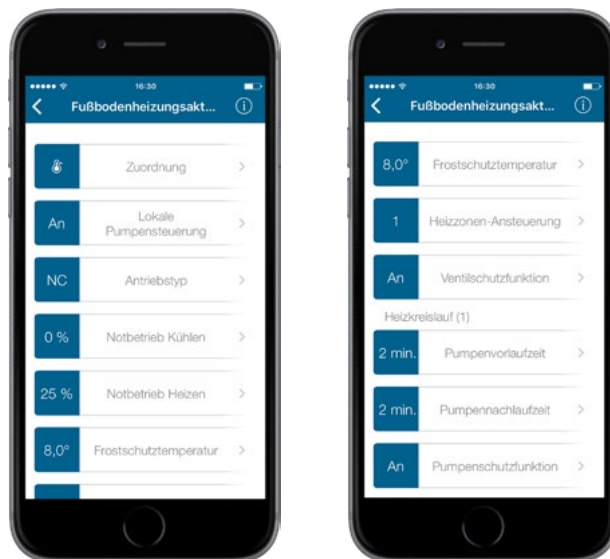 16:30
Fußbodenheizungsakt...
Zuordnung
An
Lokale
Pumpensteuerung
NC
Antriebstyp
0 %
Notbetrieb Kühlen
25 %
Notbetrieb Heizen
8,0°
Frostschutztemperatur
16:30
Fußbodenheizungsakt...
8,0°
Frostschutztemperatur
1
Heizzonen-Ansteuerung
An
Ventilschutzfunktion
Heizkreislauf (1)
2 min.
Pumpenvorlaufzeit
2 min.
Pumpennachlaufzeit
An
Pumpenschutzfunktion